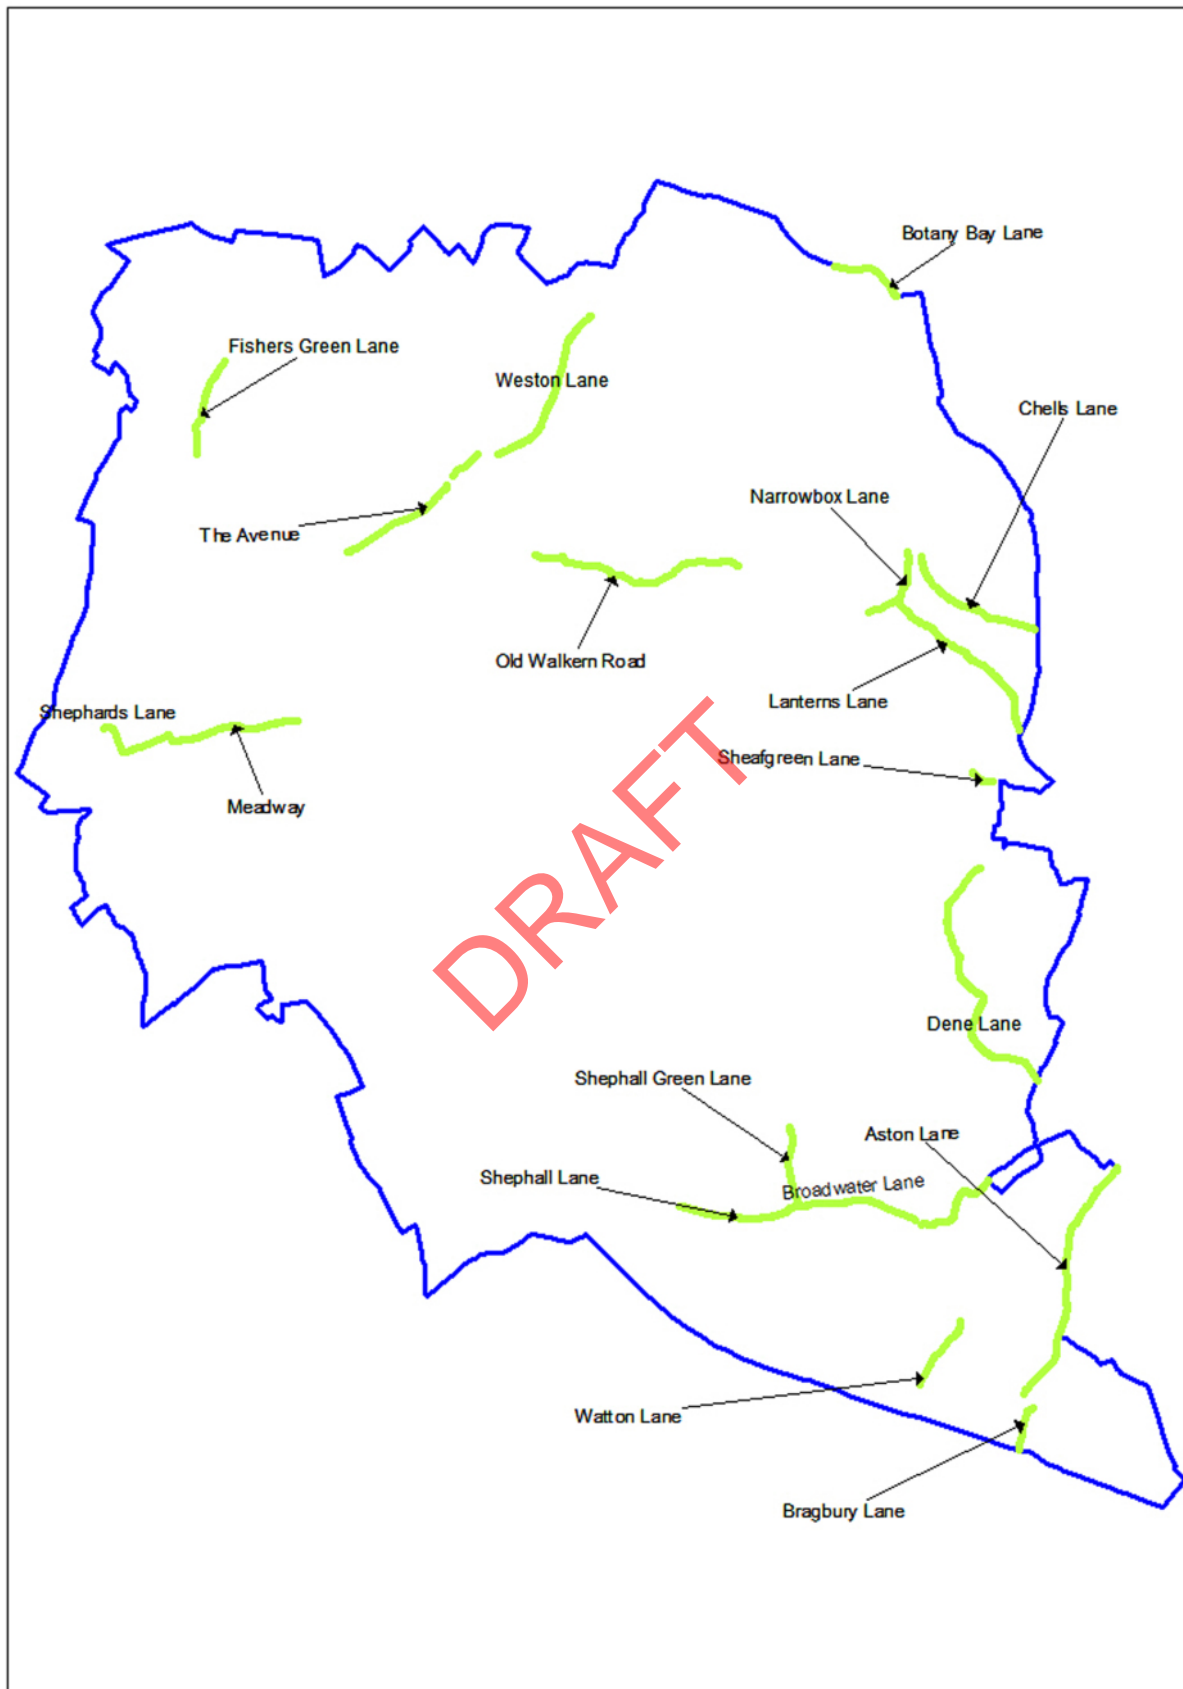 Botany Bay Lane
Fishers Green Lane
Weston Lane
Chells Lane
Narrowbox Lane
The Avenue
Old Walkern Road
Lanterns Lane
Shephards Lane
Sheafgreen Lane
Meadway
DRAFT
Dene Lane
Shephall Green Lane
Aston Lane
Shephall Lane
Broadwater Lane
Watton Lane
Bragbury Lane